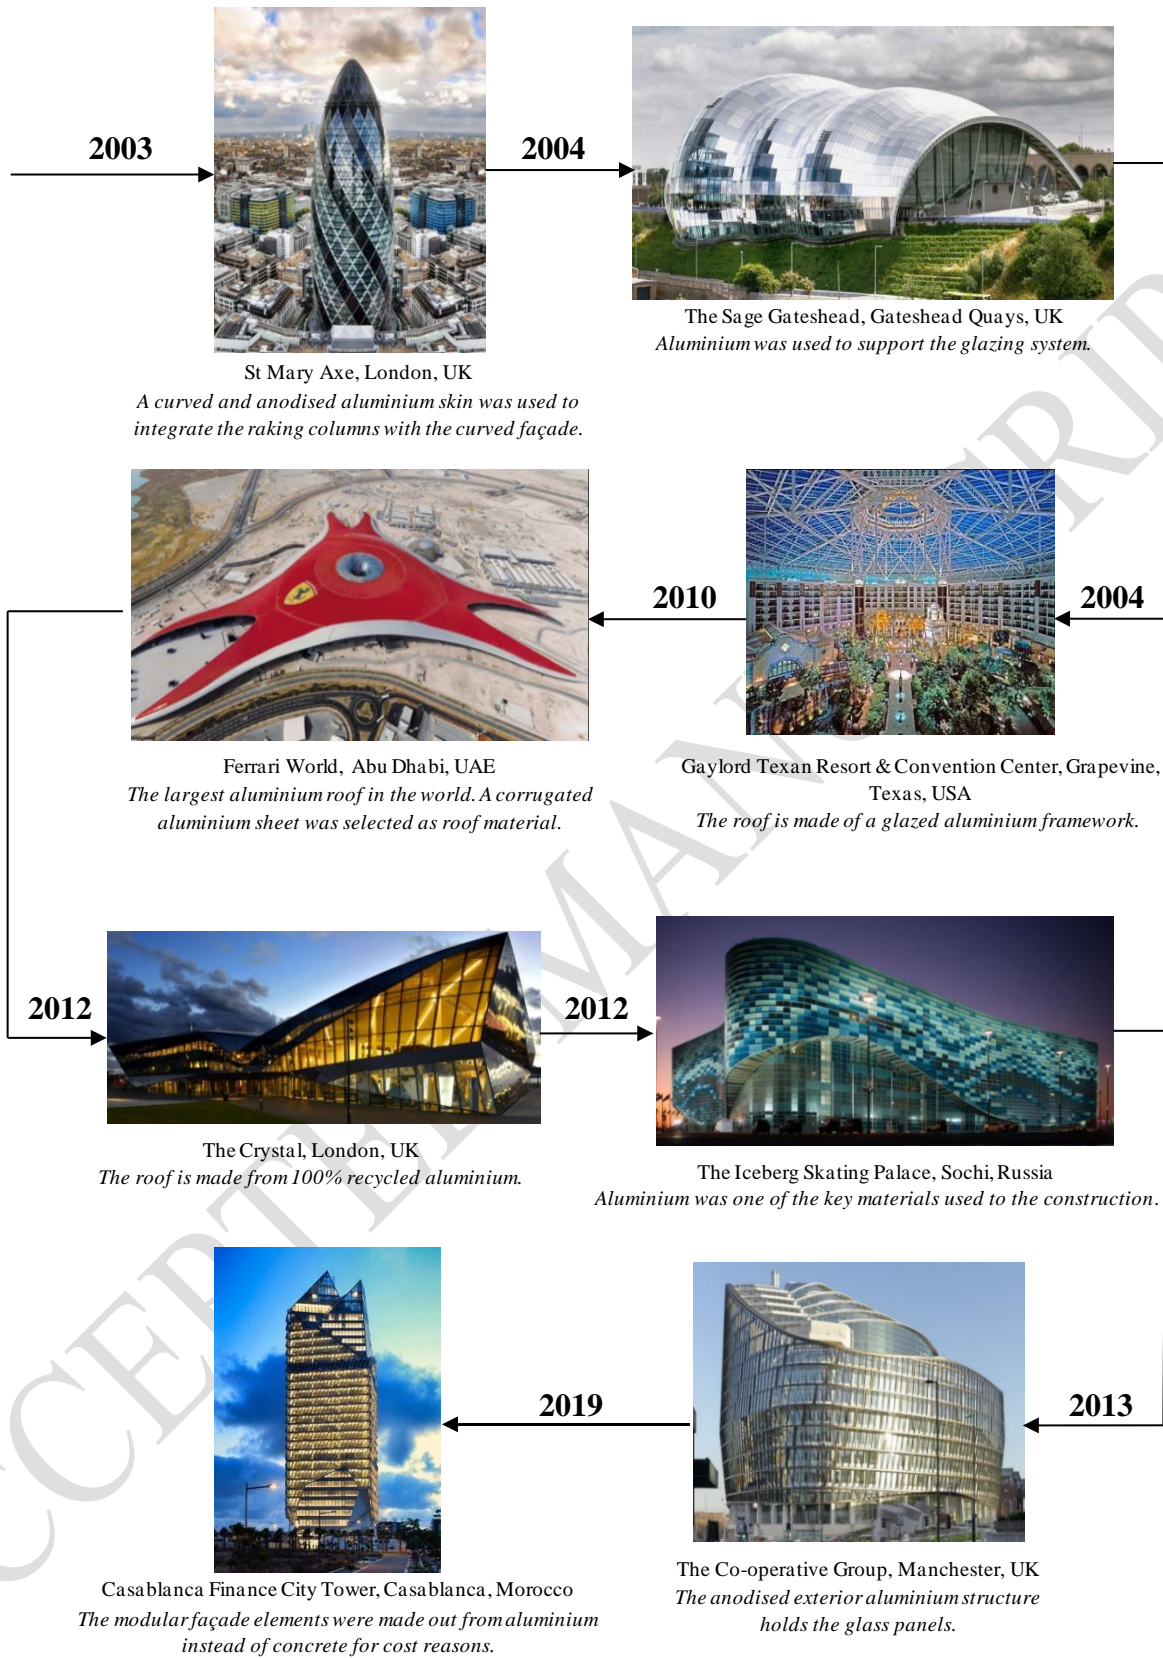 2003
2004
St Mary Axe, London, UK
A curved and anodised aluminium skin was used to
integrate the raking columns with the curved façade.
The Sage Gateshead, Gateshead Quays, UK
Aluminium was used to support the glazing system.
2004
2010
Gaylord Texan Resort & Convention Center, Grapevine,
Texas, USA
The roof is made of a glazed aluminium framework.
Ferrari World, Abu Dhabi, UAE
The largest aluminium roof in the world. A corrugated
aluminium sheet was selected as roof material.
2012
2012
The Crystal, London, UK
The roof is made from 100% recycled aluminium.
The Iceberg Skating Palace, Sochi, Russia
Aluminium was one of the key materials used to the construction.
2013
2019
The Co-operative Group, Manchester, UK
The anodised exterior aluminium structure
holds the glass panels.
Casablanca Finance City Tower, Casablanca, Morocco
The modular façade elements were made out from aluminium
instead of concrete for cost reasons.
CCEPTED MANUSCRIP